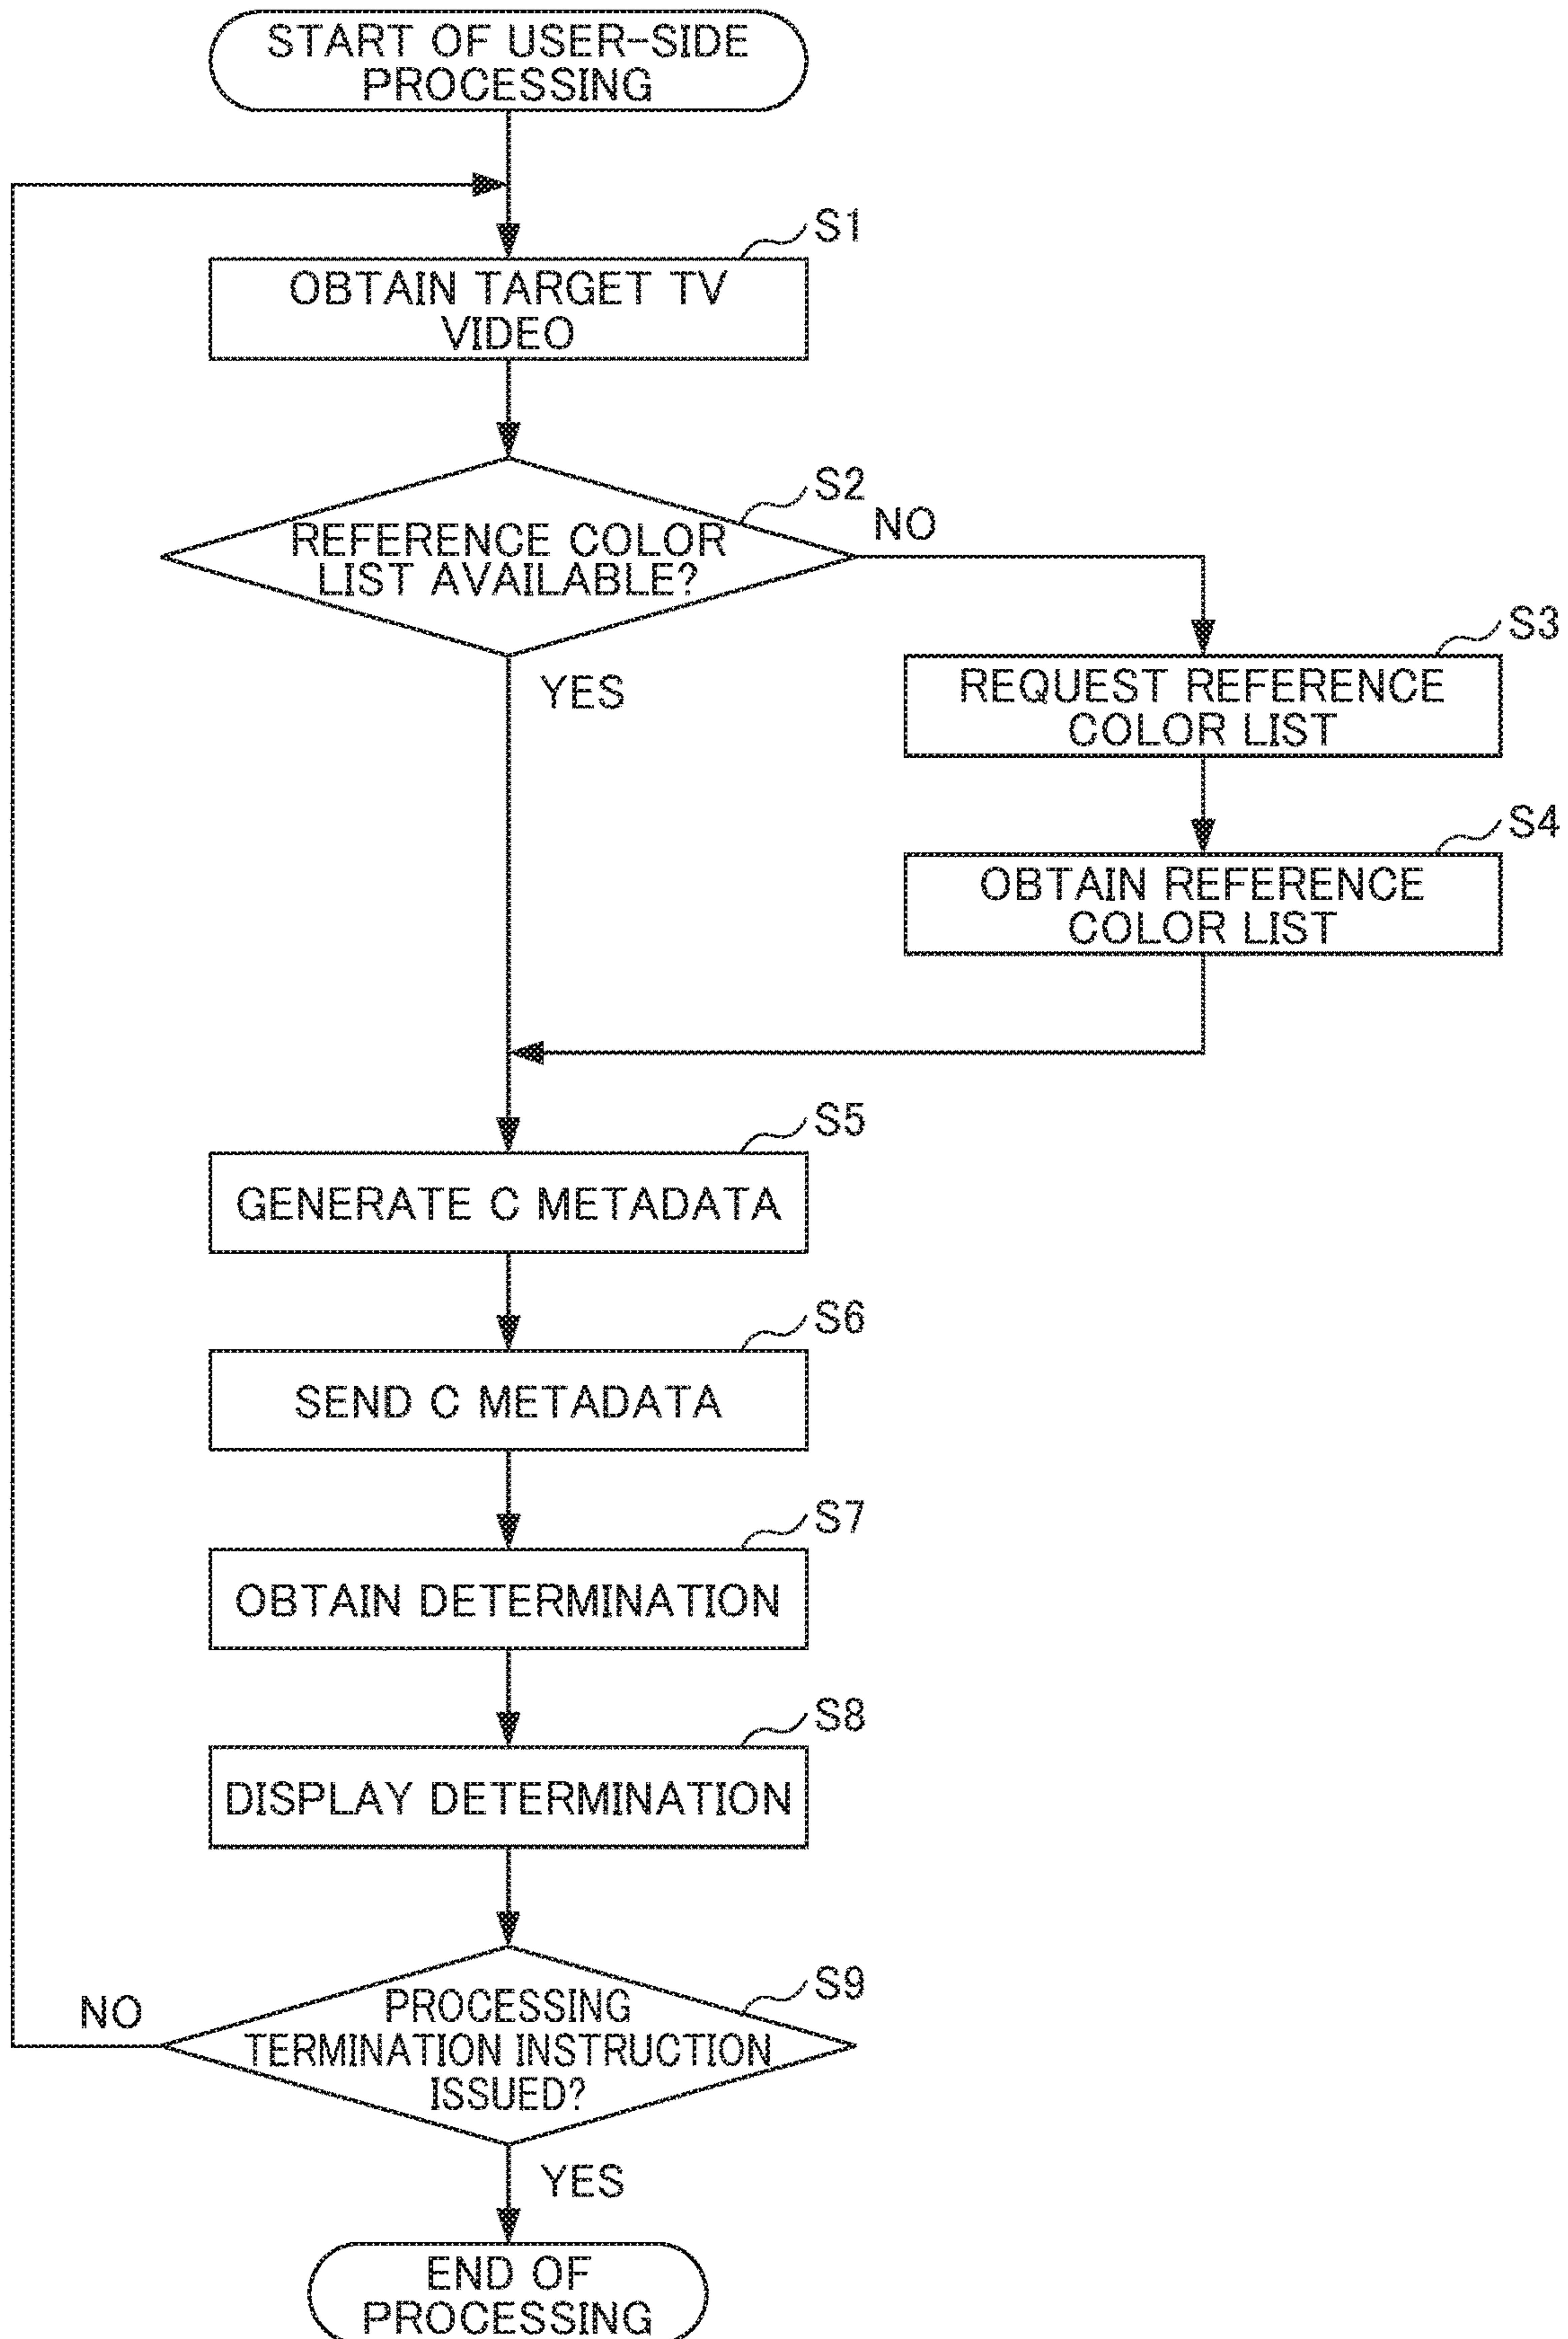 START OF USER-SIDE
PROCESSING
S1
OBTAIN TARGET TV
VIDEO
S2
REFERENCE COLOR
LIST AVAILABLE?
NO
YES
S3
REQUEST REFERENCE
COLOR LIST
S4
OBTAIN REFERENCE
COLOR LIST
S5
GENERATE C METADATA
S6
SEND C METADATA
S7
OBTAIN DETERMINATION
S8
DISPLAY DETERMINATION
S9
PROCESSING
TERMINATION INSTRUCTION
ISSUED?
NO
YES
END OF
PROCESSING